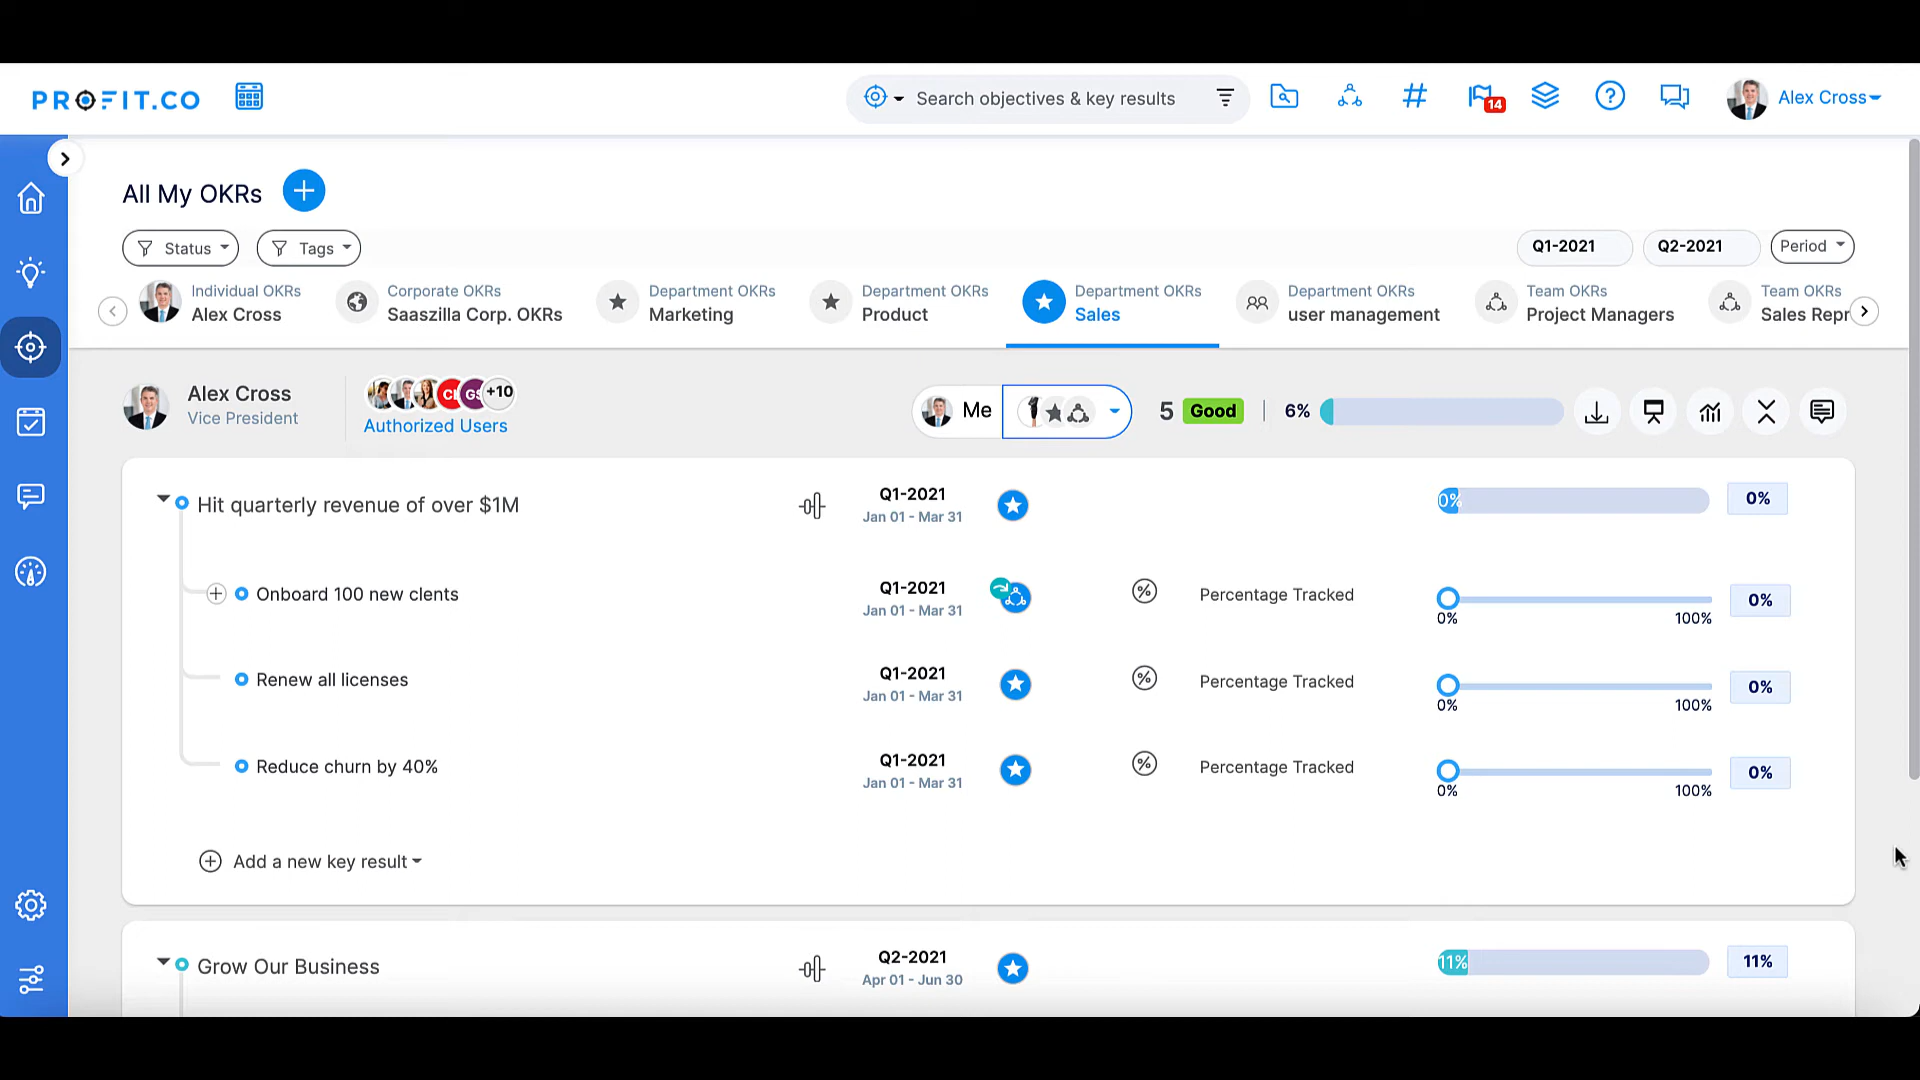 PROFIT.CO
Search objectives & key results
14
Alex Cross
All My OKRs
Status
Tags
Q1-2021
Q2-2021
Period
Individual OKRs
Alex Cross
Corporate OKRs
Saaszilla Corp. OKRs
Department OKRs
Marketing
Department OKRs
Product
Department OKRs
Sales
Department OKRs
user management
Team OKRs
Project Managers
Team OKRs
Sales Repr
Alex Cross
Vice President
+10
Authorized Users
Me
5 Good
6%
Hit quarterly revenue of over $1M
Q1-2021
Jan 01 - Mar 31
0%
0%
Onboard 100 new clents
Q1-2021
Jan 01 - Mar 31
Percentage Tracked
0%
100%
0%
Renew all licenses
Q1-2021
Jan 01 - Mar 31
Percentage Tracked
0%
100%
0%
Reduce churn by 40%
Q1-2021
Jan 01 - Mar 31
Percentage Tracked
0%
100%
0%
Add a new key result
Grow Our Business
Q2-2021
Apr 01 - Jun 30
11%
11%